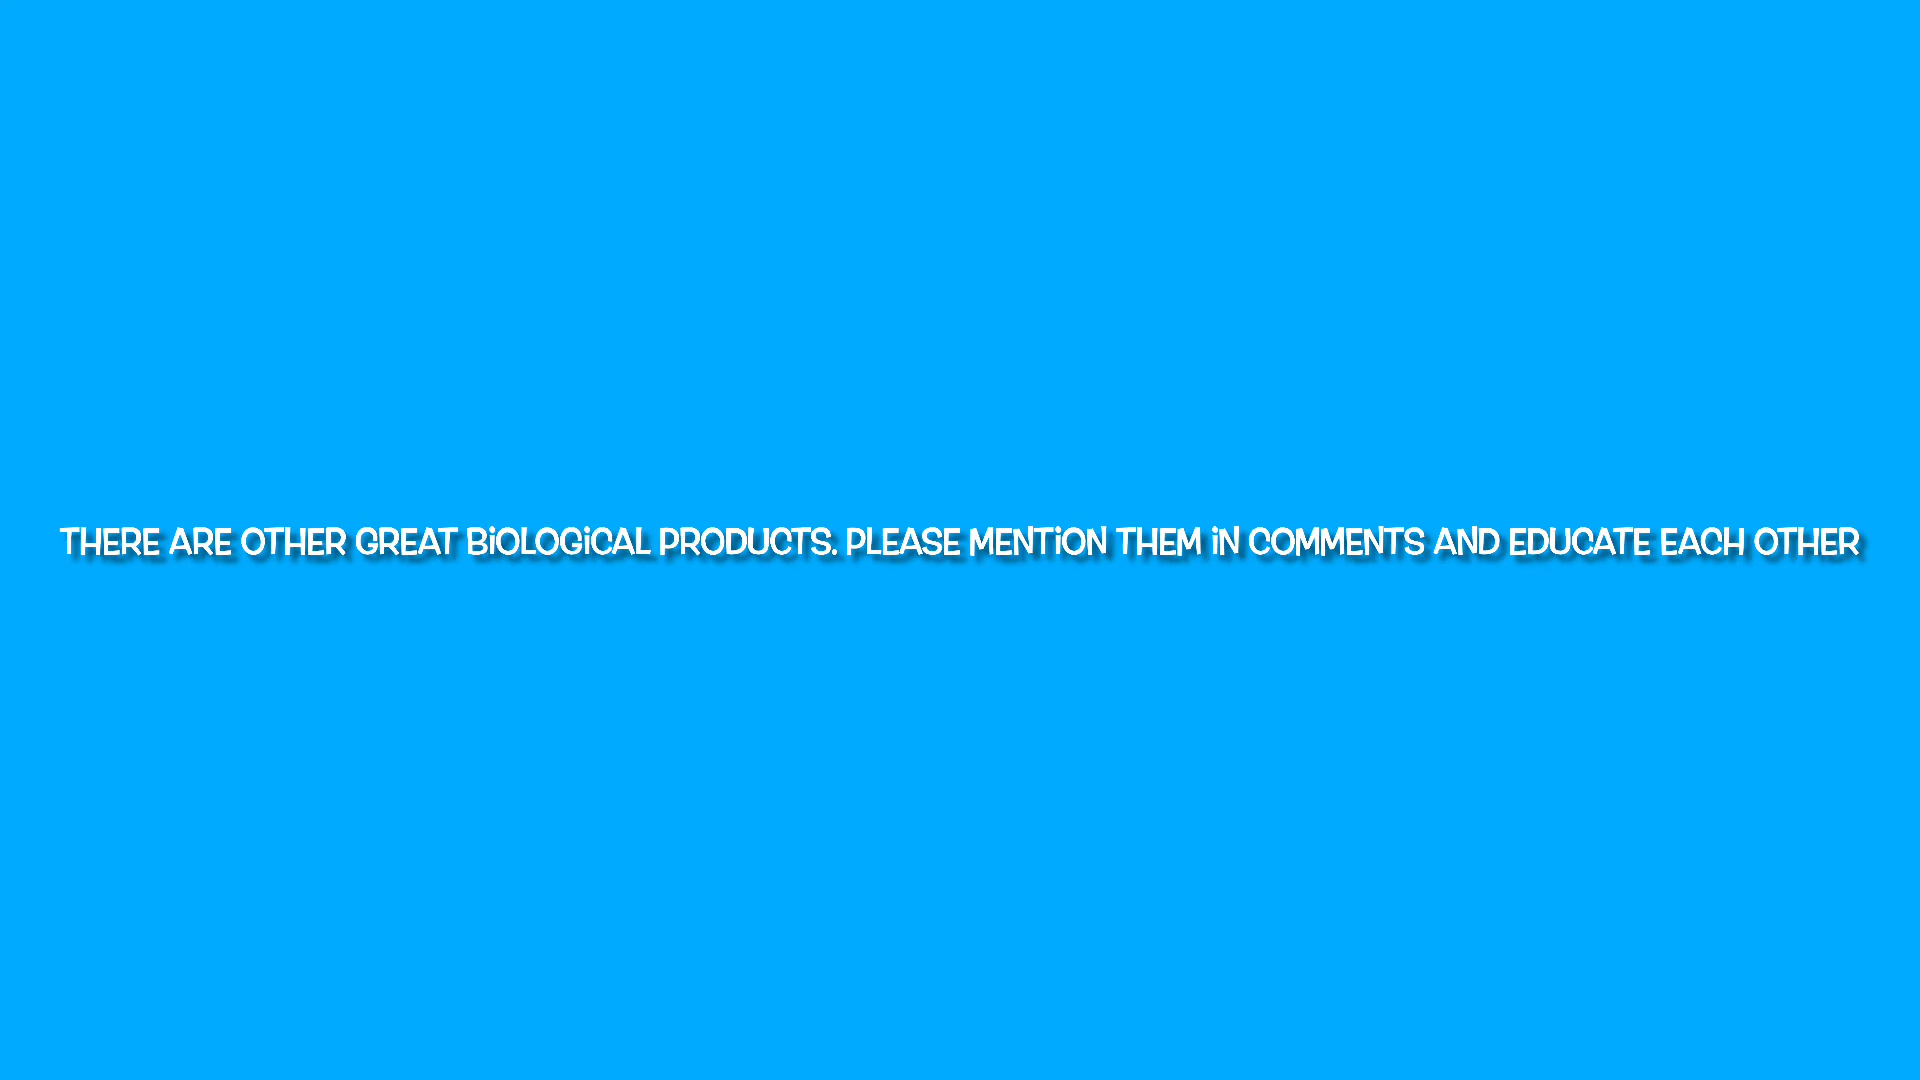 THERE ARE OTHER GREAT BiOLOGiCAL PRODUCTS. PLEASE MENTiON THEM iN COMMENTS AND EDUCATE EACH OTHER